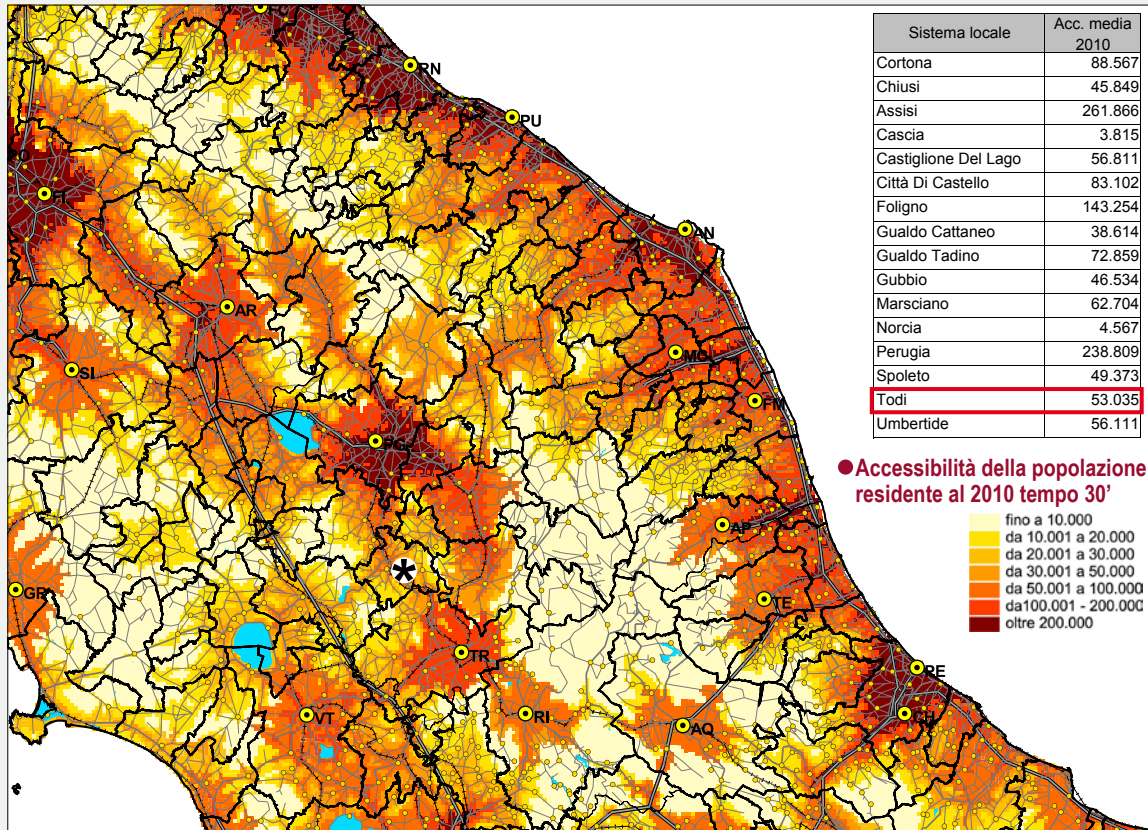 Sistema locale Acc. media 2010
Cortona 88.567
Chiusi 45.849
Assisi 261.866
Cascia 3.815
Castiglione Del Lago 56.811
Città Di Castello 83.102
Foligno 143.254
Gualdo Cattaneo 38.614
Gualdo Tadino 72.859
Gubbio 46.534
Marsciano 62.704
Norcia 4.567
Perugia 238.809
Spoleto 49.373
Todi 53.035
Umbertide 56.111
Accessibilità della popolazione
residente al 2010 tempo 30'
fino a 10.000
da 10.001 a 20.000
da 20.001 a 30.000
da 30.001 a 50.000
da 50.001 a 100.000
da100.001 - 200.000
oltre 200.000
RN
PU
FI
AN
AR
MC
SI
FM
PG
AP
*
GR
TE
TR
PE
VT
RI
AQ
CH